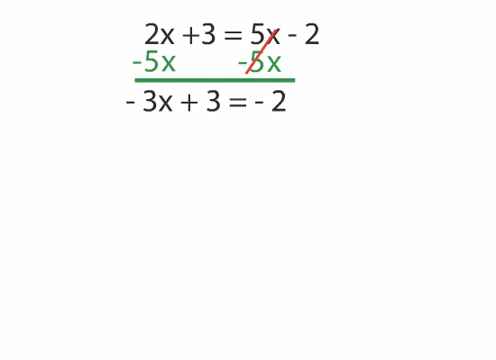 2x +3 = 5x - 2
-5x -5x
- 3x + 3 = - 2